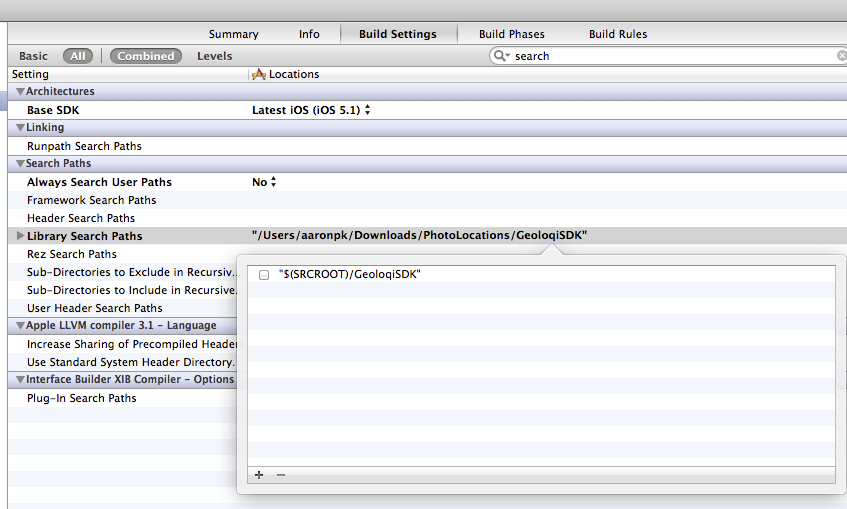 Summary Info Build Settings Build Phases Build Rules
Basic All Combined Levels search
Setting Locations
Architectures
Base SDK Latest iOS (iOS 5.1)
Linking
Runpath Search Paths
Search Paths
Always Search User Paths No
Framework Search Paths
Header Search Paths
Library Search Paths "/Users/aaronpk/Downloads/PhotoLocations/GeoloqiSDK"
Rez Search Paths
Sub-Directories to Exclude in Recursiv... "$(SRCROOT)/GeoloqiSDK"
Sub-Directories to Include in Recursive...
User Header Search Paths
Apple LLVM compiler 3.1 - Language
Increase Sharing of Precompiled Header
Use Standard System Header Directory...
Interface Builder XIB Compiler - Options
Plug-In Search Paths
+ −